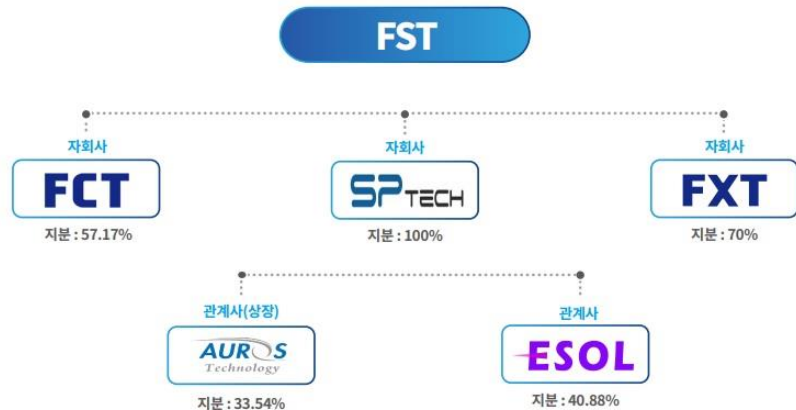 FST
자회사
자회사
자회사
FCT
SP TECH
FXT
지분 : 57.17%
지분 : 100%
지분 : 70%
관계사(상장)
관계사
AUROS
Technology
ESOL
지분 : 33.54%
지분 : 40.88%